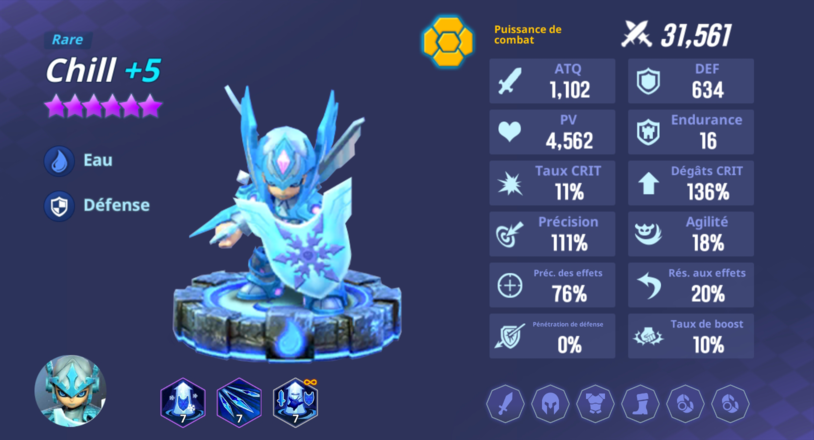 Rare
Chill +5
Eau
Défense
7
7
7
∞
Puissance de
combat
31,561
ATQ
1,102
DEF
634
PV
4,562
Endurance
16
Taux CRIT
11%
Dégâts CRIT
136%
Précision
111%
Agilité
18%
Préc. des effets
76%
Rés. aux effets
20%
Pénétration de défense
0%
Taux de boost
10%